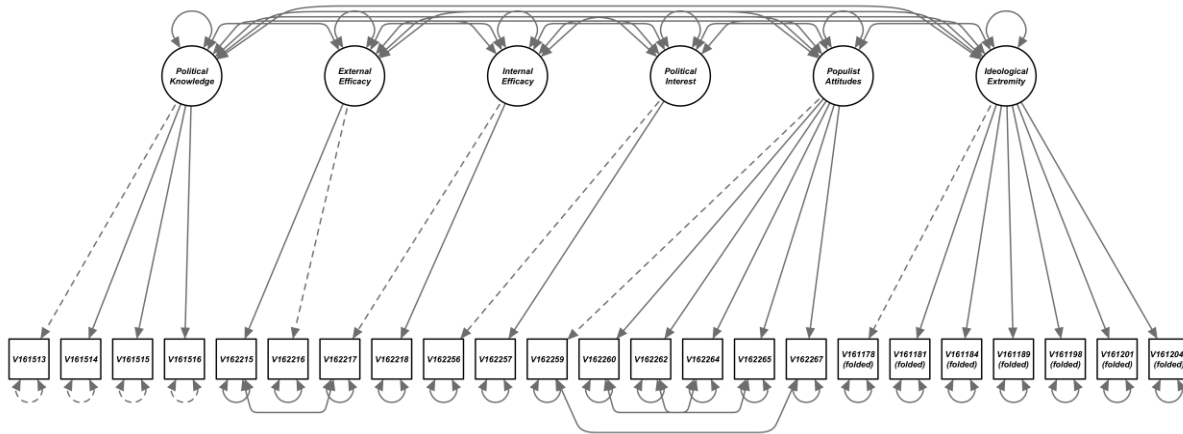 Political
Knowledge
External
Efficacy
Internal
Efficacy
Political
Interest
Populist
Attitudes
Ideological
Extremity
V161513
V161514
V161515
V161516
V162215
V162216
V162217
V162218
V162256
V162257
V162259
V162260
V162262
V162264
V162265
V162267
V161178
(folded)
V161181
(folded)
V161184
(folded)
V161189
(folded)
V161198
(folded)
V161201
(folded)
V161204
(folded)